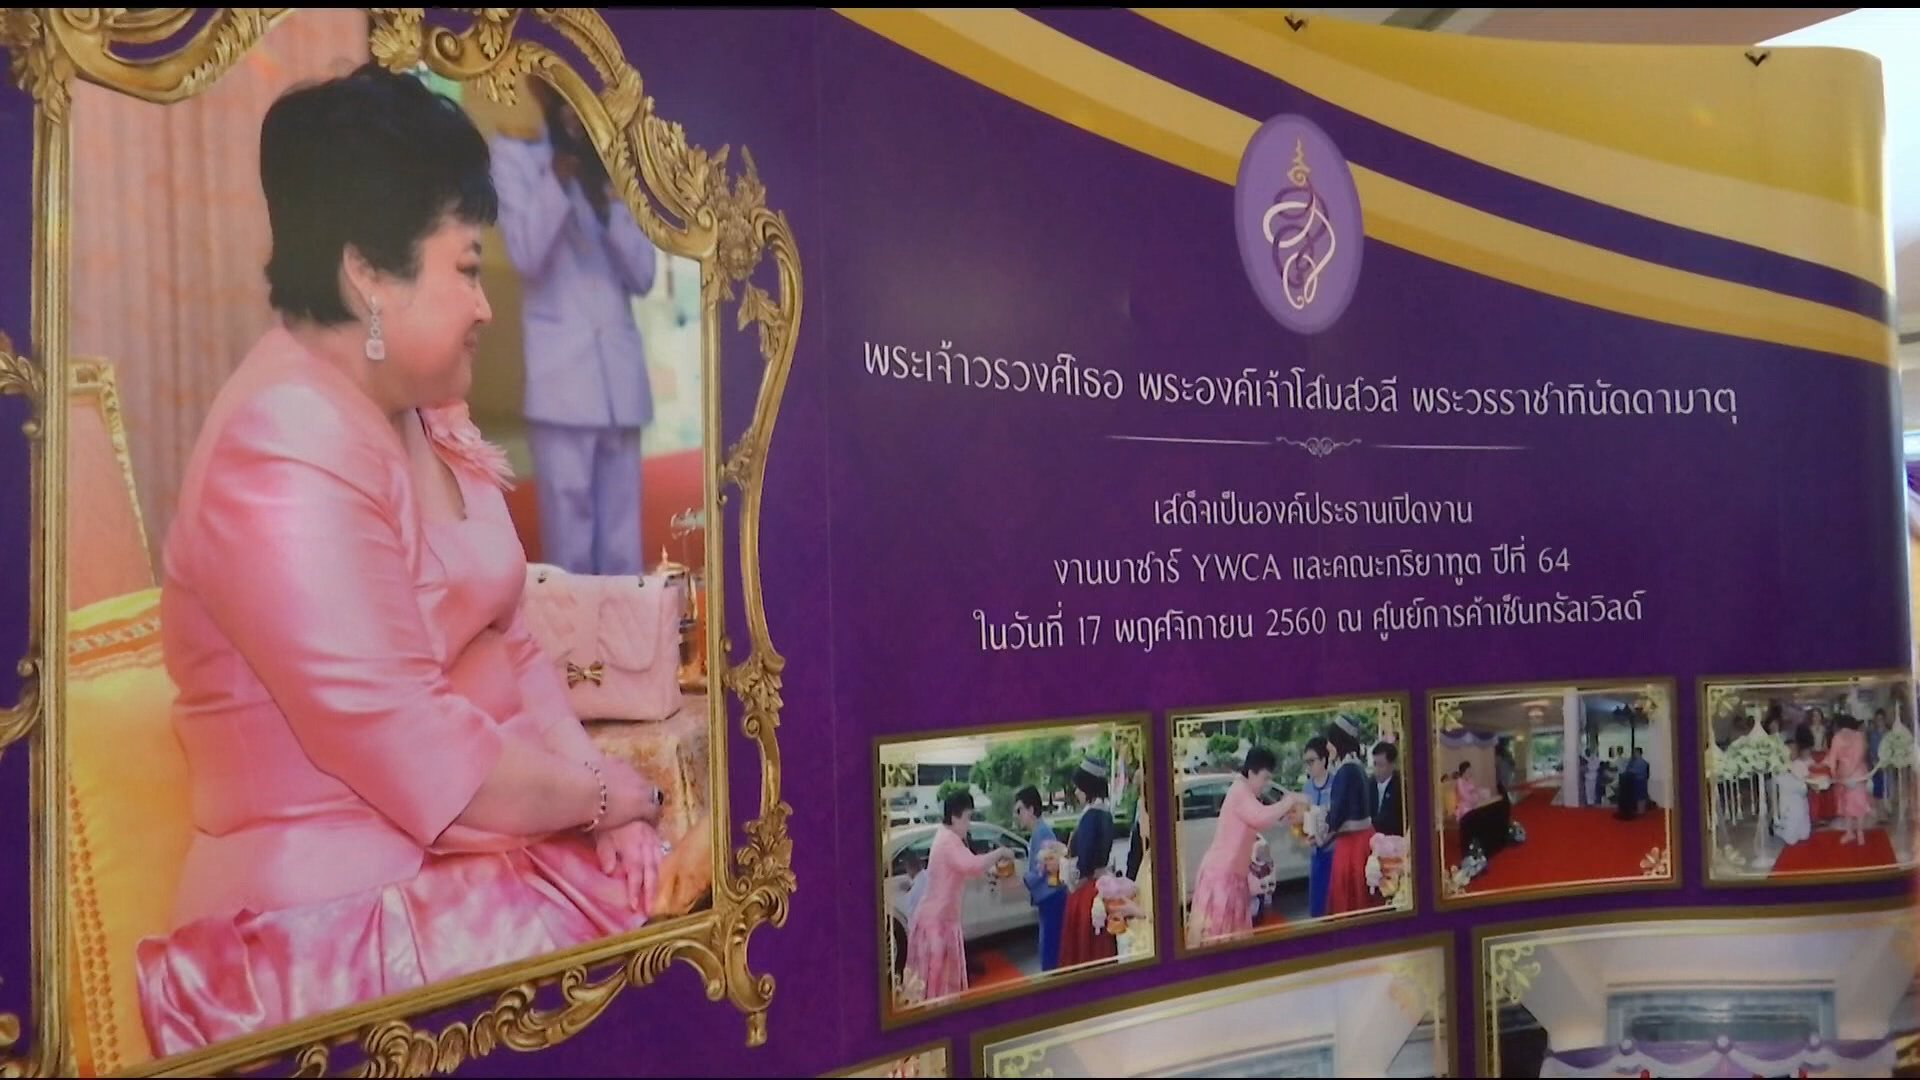 พระเจ้าวรวงศ์เธอ พระองค์เจ้าโสมสวลี พระวรราชาทินัดดามาตุ
เสด็จเป็นองค์ประธานเปิดงาน
งานบาซาร์ YWCA และคณะกริยาทูต ปีที่ 64
ในวันที่ 17 พฤศจิกายน 2560 ณ ศูนย์การค้าเซ็นทรัลเวิลด์